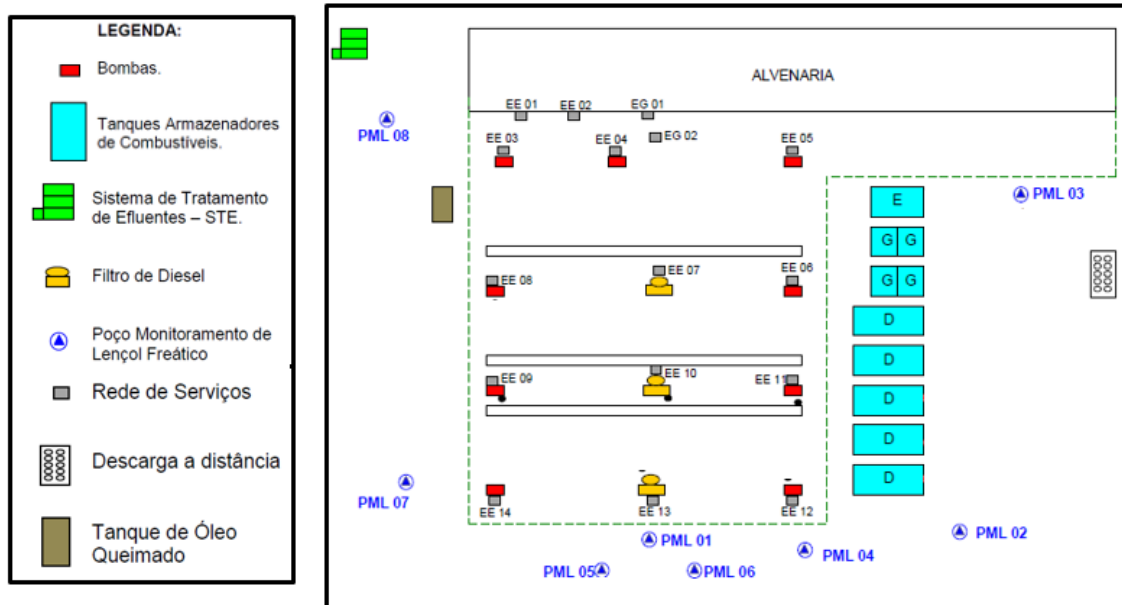 LEGENDA:
Bombas.
Tanques Armazenadores
de Combustíveis.
Sistema de Tratamento
de Efluentes – STE.
Filtro de Diesel
Poço Monitoramento de
Lençol Freático
Rede de Serviços
Descarga a distância
Tanque de Óleo
Queimado
ALVENARIA
EE 01
EE 02
EG 01
PML 08
EE 03
EE 04
EG 02
EE 05
E
PML 03
G G
EE 08
EE 07
EE 06
G G
D
D
EE 09
EE 10
EE 11
D
D
D
PML 07
EE 14
EE 13
EE 12
PML 01
PML 04
PML 02
PML 05
PML 06